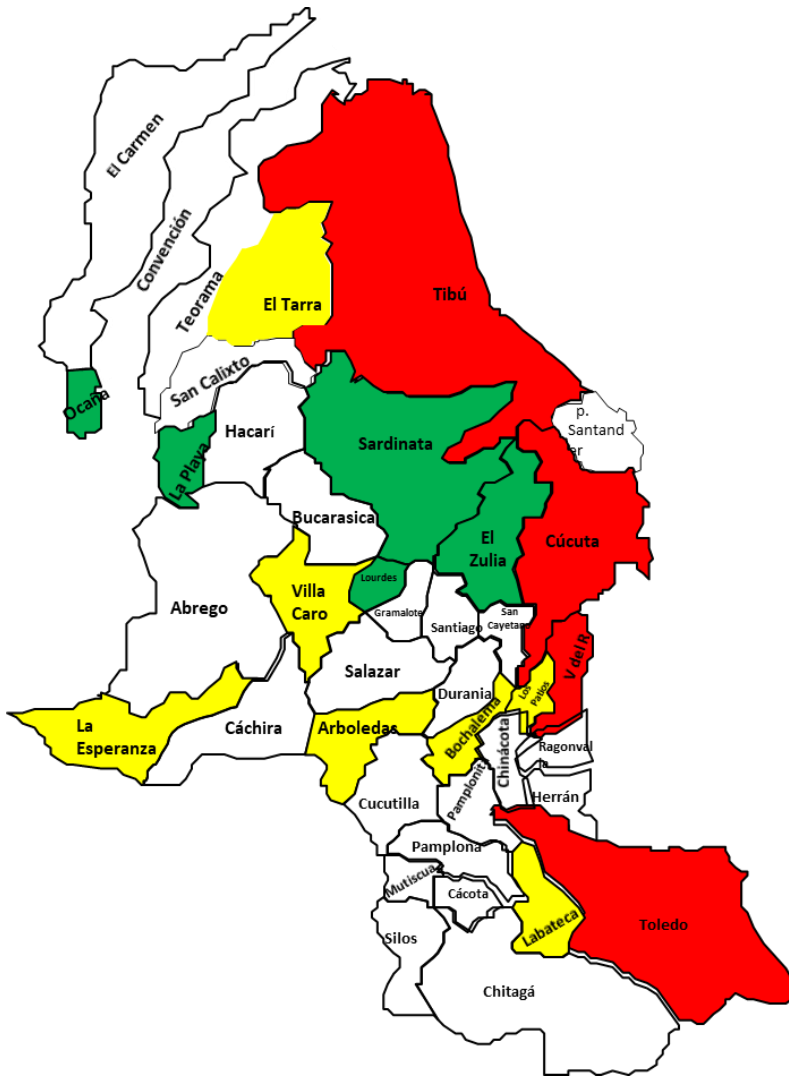 El Carmen
Convención
Teorama
El Tarra
Tibú
San Calixto
Ocaña
p.
Santand
er
Hacarí
Sardinata
La Playa
Bucarasica
El
Zulia
Cúcuta
Villa
Caro
Lourdes
Abrego
Gramalote
Santiago
San
Cayetano
V del R
Salazar
Durania
Los
Patios
La
Esperanza
Cáchira
Arboledas
Bochalema
Chinácota
Ragonval
Pamplonita
Herrán
Cucutilla
Pamplona
Mutiscua
Cácota
Labateca
Toledo
Silos
Chitagá